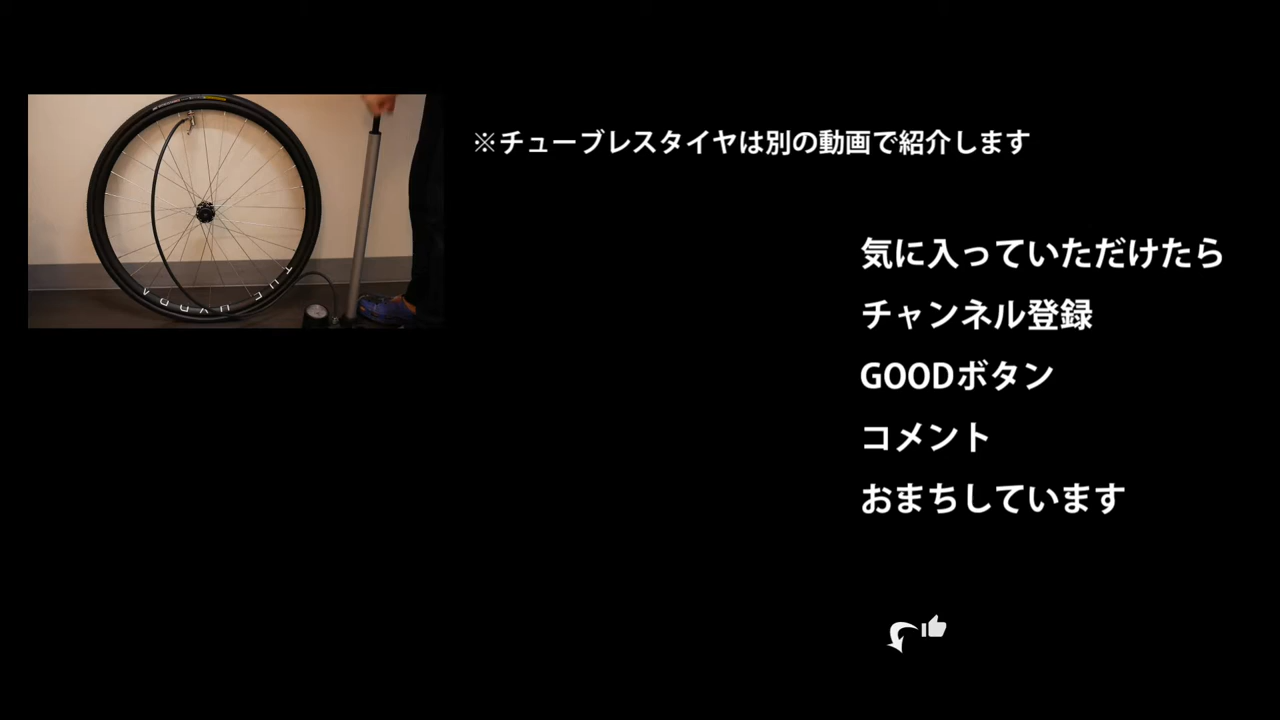 ※チューブレスタイヤは別の動画で紹介します
気に入っていただけたら
チャンネル登録
GOODボタン
コメント
おまちしています